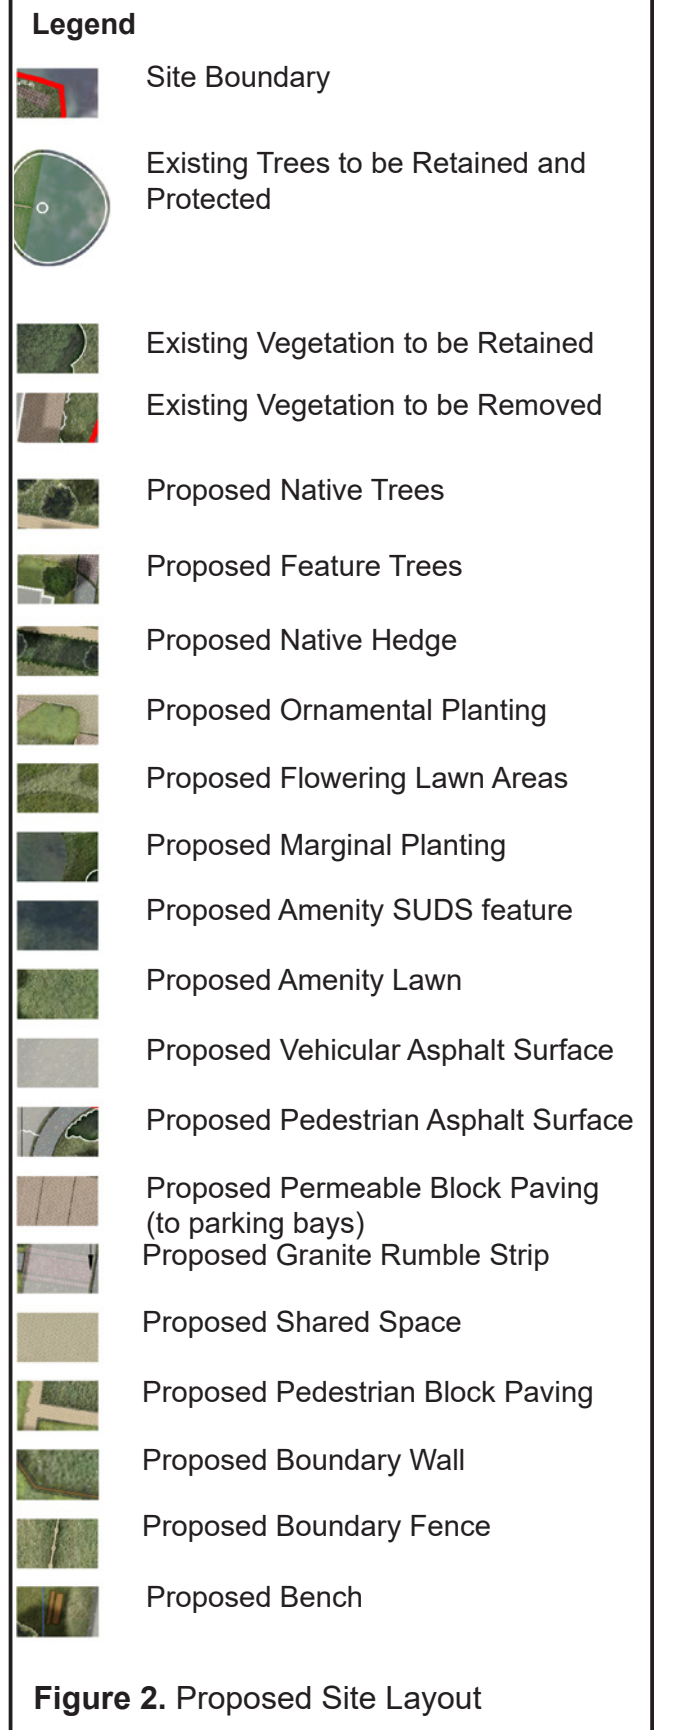 Legend
Site Boundary
Existing Trees to be Retained and
Protected
Existing Vegetation to be Retained
Existing Vegetation to be Removed
Proposed Native Trees
Proposed Feature Trees
Proposed Native Hedge
Proposed Ornamental Planting
Proposed Flowering Lawn Areas
Proposed Marginal Planting
Proposed Amenity SUDS feature
Proposed Amenity Lawn
Proposed Vehicular Asphalt Surface
Proposed Pedestrian Asphalt Surface
Proposed Permeable Block Paving
(to parking bays)
Proposed Granite Rumble Strip
Proposed Shared Space
Proposed Pedestrian Block Paving
Proposed Boundary Wall
Proposed Boundary Fence
Proposed Bench
Figure 2. Proposed Site Layout